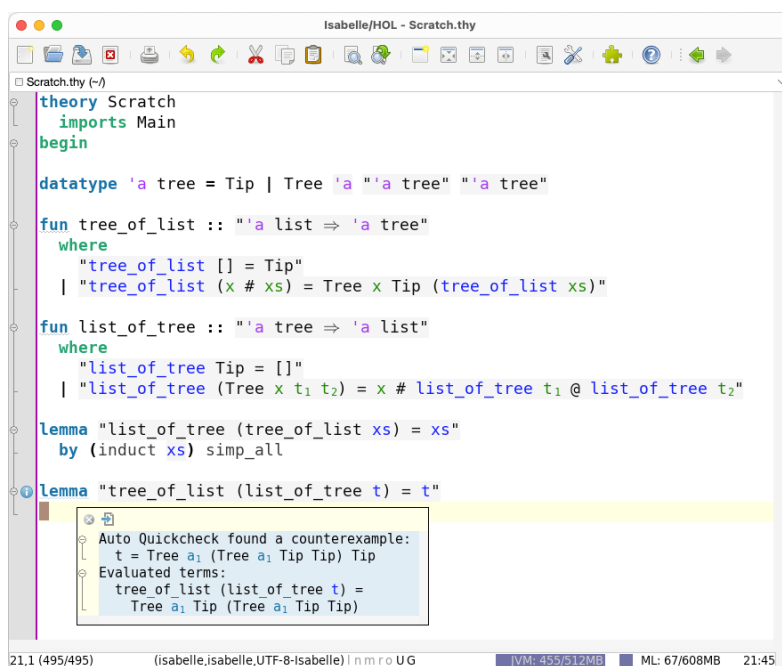 Isabelle/HOL - Scratch.thy
Scratch.thy (~/)
theory Scratch
imports Main
begin
datatype 'a tree = Tip | Tree 'a "'a tree" "'a tree"
fun tree_of_list :: "'a list ⇒ 'a tree"
where
"tree_of_list [] = Tip"
| "tree_of_list (x # xs) = Tree x Tip (tree_of_list xs)"
fun list_of_tree :: "'a tree ⇒ 'a list"
where
"list_of_tree Tip = []"
| "list_of_tree (Tree x t₁ t₂) = x # list_of_tree t₁ @ list_of_tree t₂"
lemma "list_of_tree (tree_of_list xs) = xs"
by (induct xs) simp_all
lemma "tree_of_list (list_of_tree t) = t"
Auto Quickcheck found a counterexample:
t = Tree a₁ (Tree a₁ Tip Tip) Tip
Evaluated terms:
tree_of_list (list_of_tree t) =
Tree a₁ Tip (Tree a₁ Tip Tip)
21,1 (495/495) (isabelle,isabelle,UTF-8-Isabelle) | n m r o U G JVM: 455/512MB ML: 67/608MB 21:45